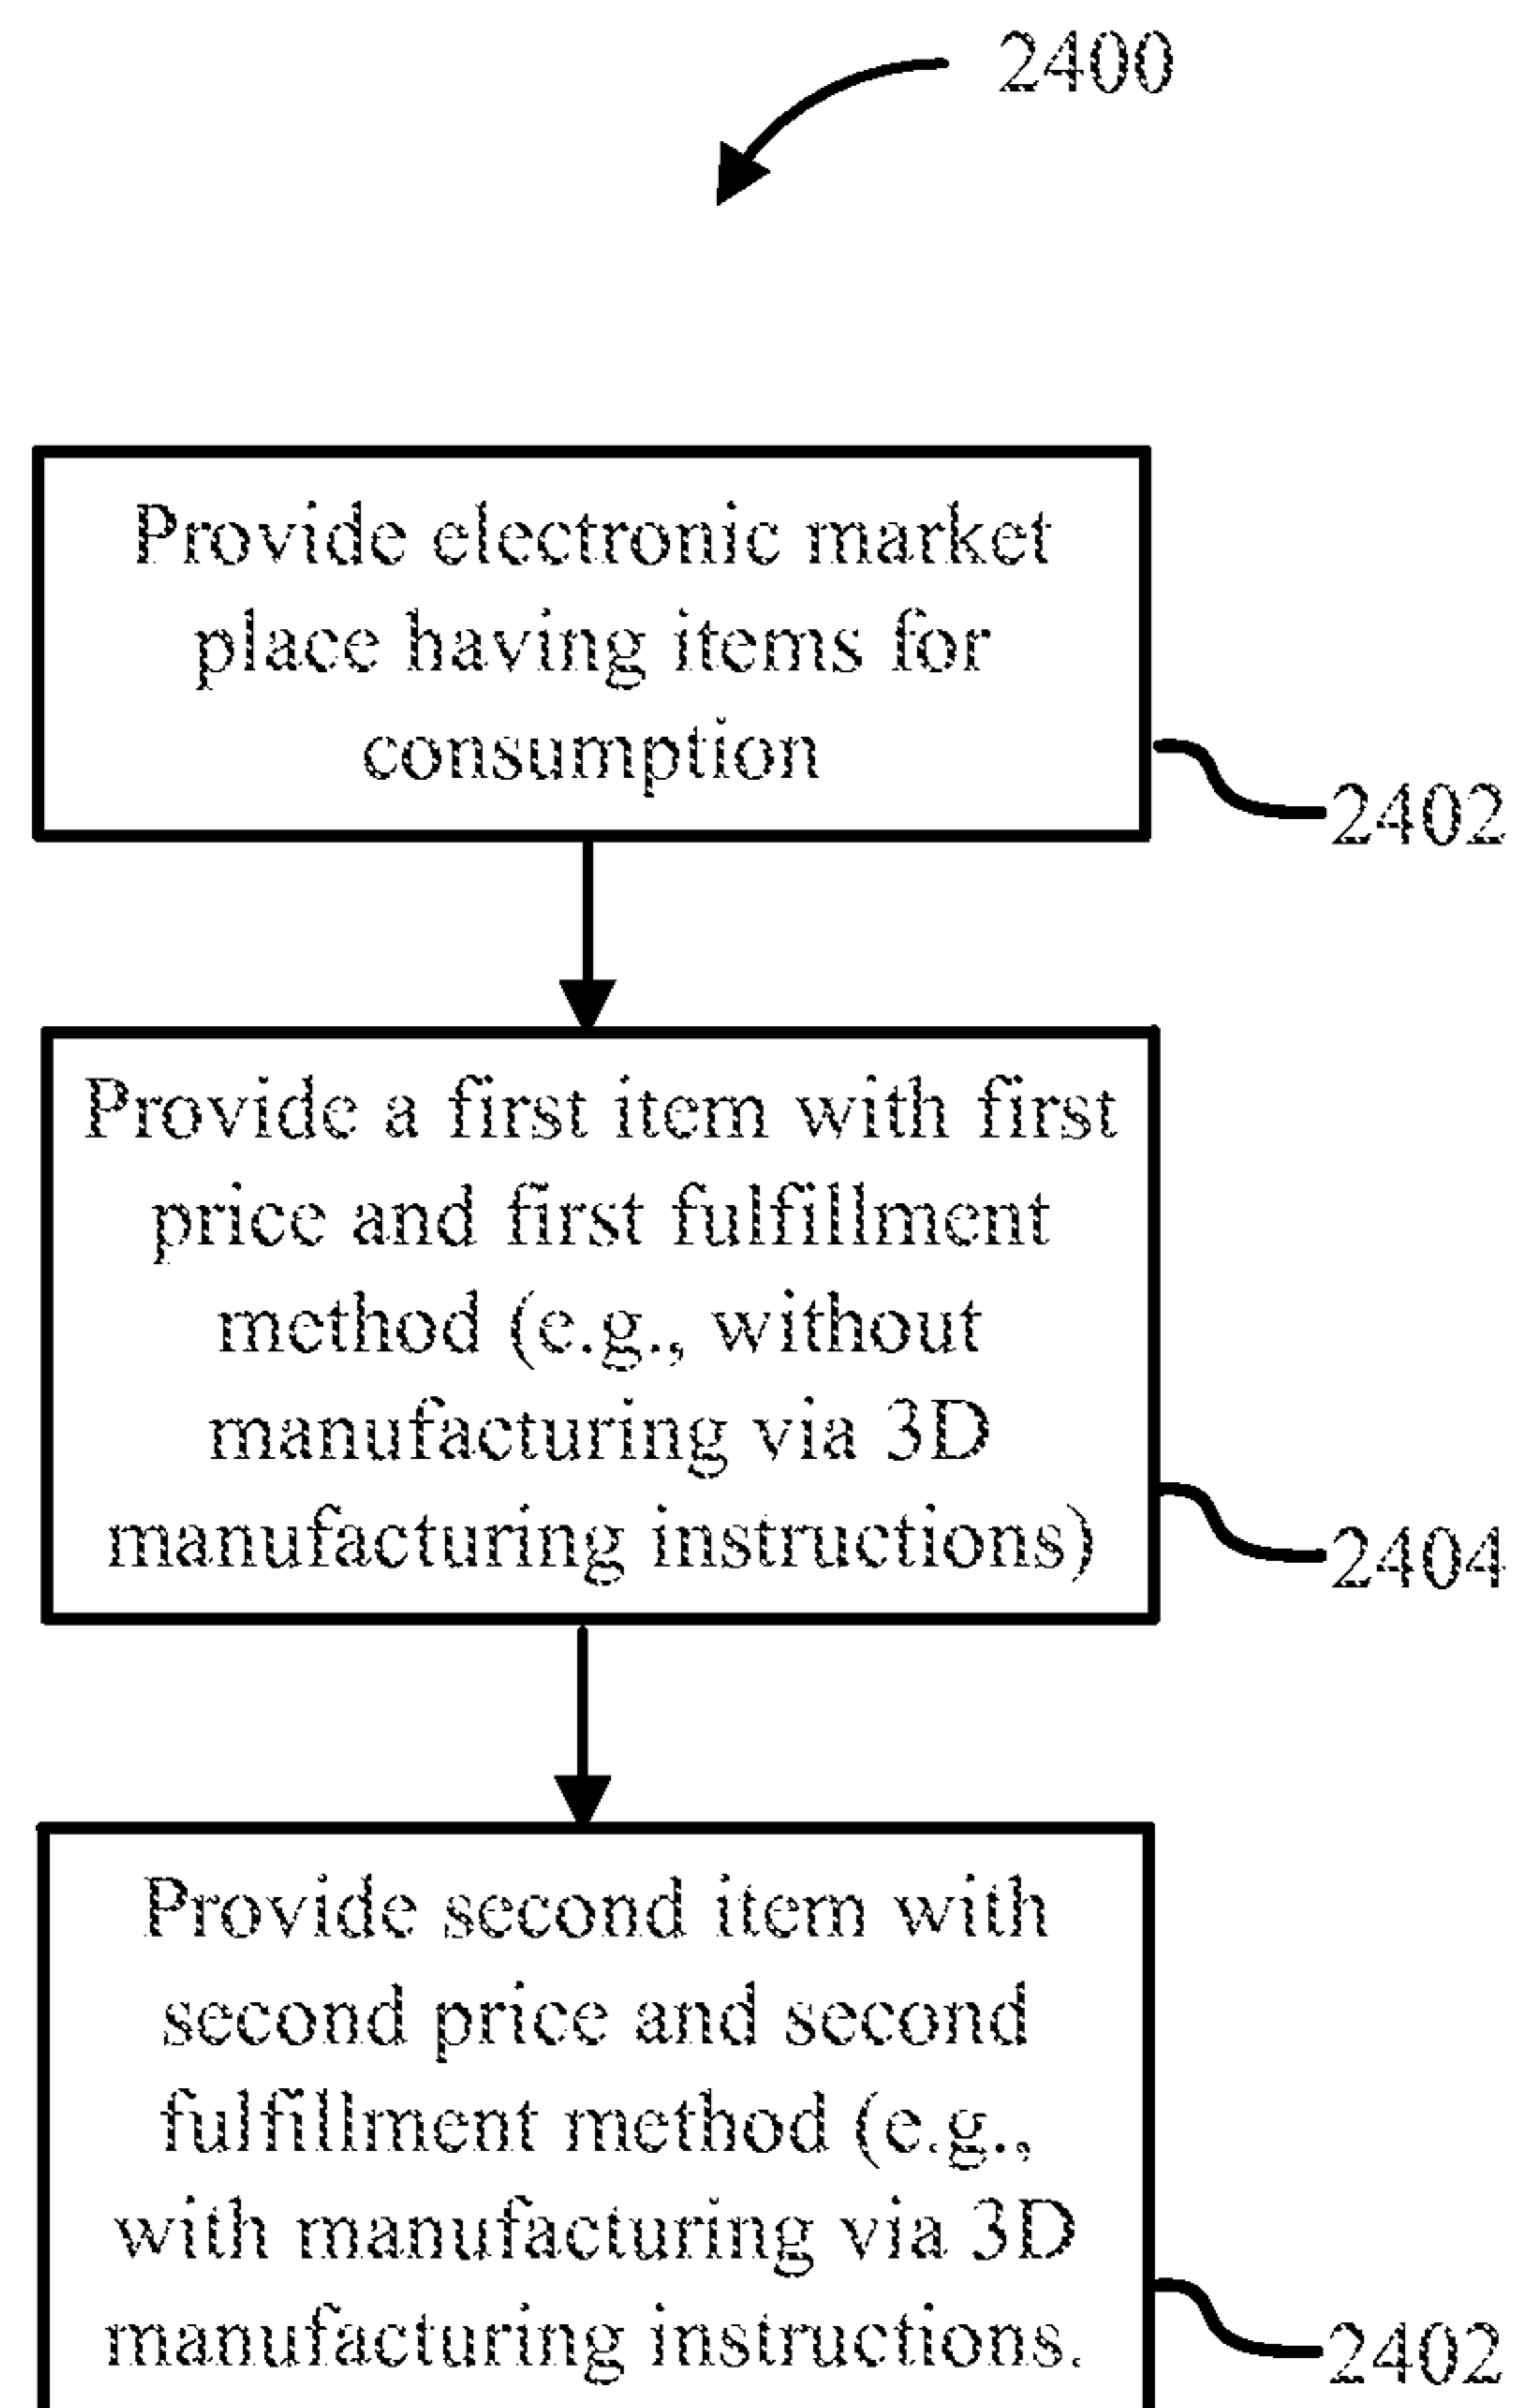 2400
Provide electronic market
place having items for
consumption
2402
Provide a first item with first
price and first fulfillment
method (e.g., without
manufacturing via 3D
manufacturing instructions)
2404
Provide second item with
second price and second
fulfillment method (e.g.,
with manufacturing via 3D
manufacturing instructions.
2402